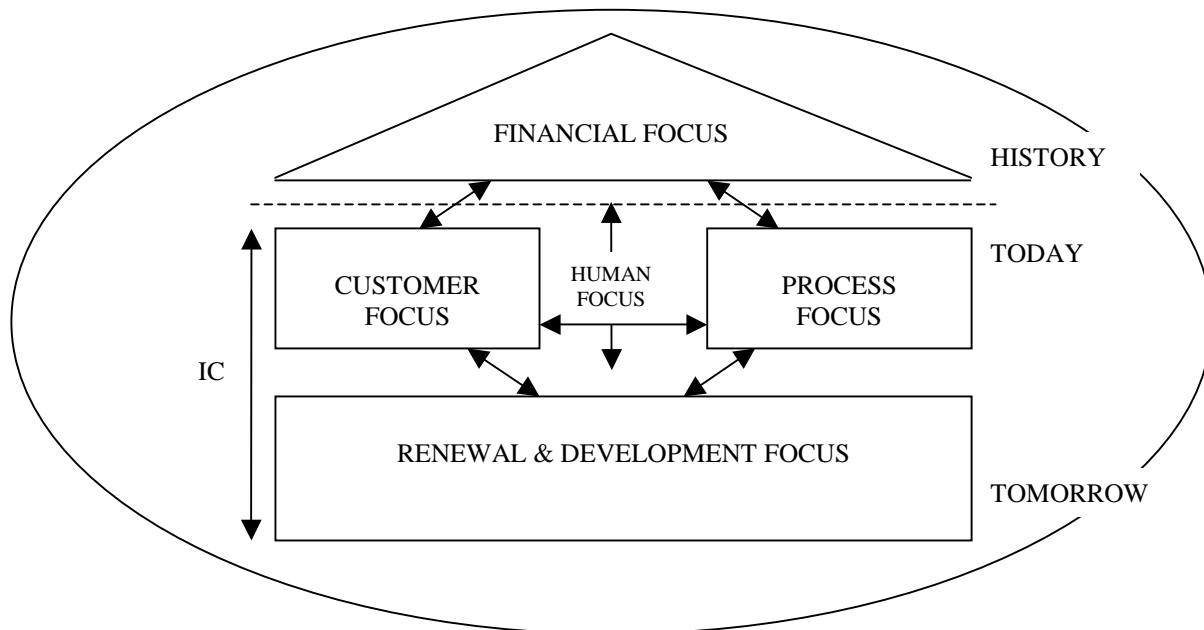 FINANCIAL FOCUS
HISTORY
TODAY
CUSTOMER
FOCUS
HUMAN
FOCUS
PROCESS
FOCUS
IC
RENEWAL & DEVELOPMENT FOCUS
TOMORROW